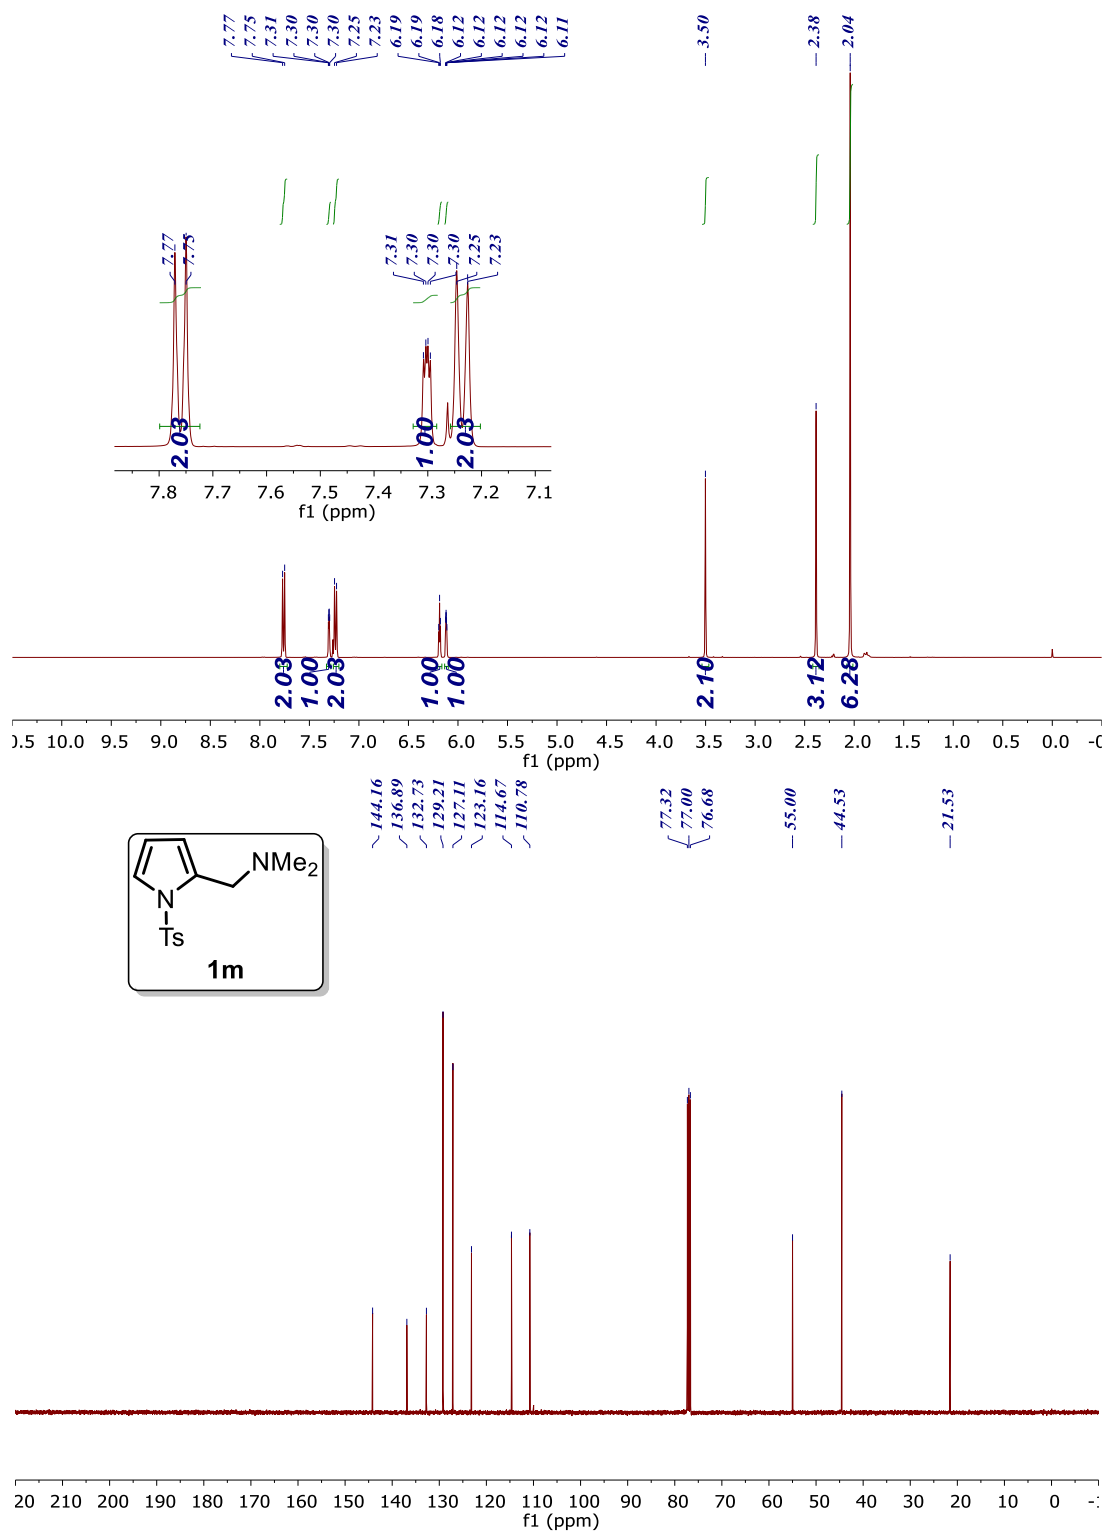 7.77 7.75 7.31 7.30 7.30 7.30 7.25 7.23 6.19 6.19 6.18 6.12 6.12 6.12 6.12 6.12 6.11 3.50 2.38 2.04
7.77 7.75 7.31 7.30 7.30 7.30 7.25 7.23
2.03 1.00 2.03
7.8 7.7 7.6 7.5 7.4 7.3 7.2 7.1
f1 (ppm)
2.03 1.00 2.03 1.00 1.00 2.10 3.12 6.28
0.5 10.0 9.5 9.0 8.5 8.0 7.5 7.0 6.5 6.0 5.5 5.0 4.5 4.0 3.5 3.0 2.5 2.0 1.5 1.0 0.5 0.0 -0
f1 (ppm)
144.16 136.89 132.73 129.21 127.11 123.16 114.67 110.78 77.32 77.00 76.68 55.00 44.53 21.53
NMe2
N
Ts
1m
20 210 200 190 180 170 160 150 140 130 120 110 100 90 80 70 60 50 40 30 20 10 0 -1
f1 (ppm)